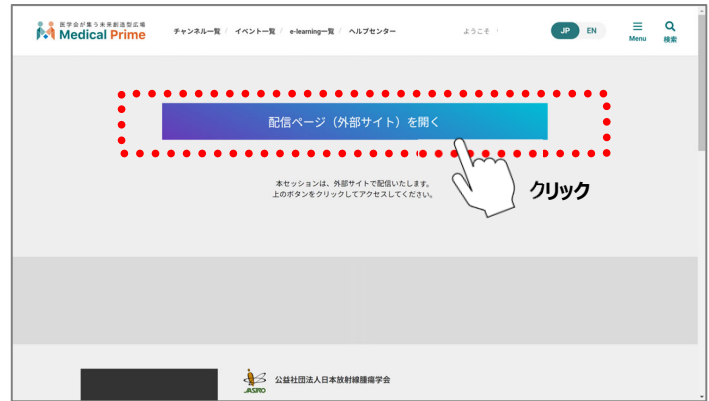 医学会が集う未来創造型広場
Medical Prime
チャンネル一覧 / イベント一覧 / e-learning一覧 / ヘルプセンター
ようこそ
JP EN
Menu
検索
配信ページ（外部サイト）を開く
クリック
本セッションは、外部サイトで配信いたします。
上のボタンをクリックしてアクセスしてください。
公益社団法人日本放射線腫瘍学会
JASTRO